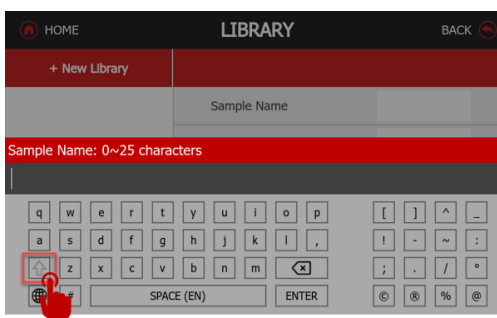 HOME LIBRARY BACK
+ New Library
Sample Name
Sample Name: 0~25 characters
q w e r t y u i o p [ ] ^ _
a s d f g h j k l , ! - ~ :
z x c v b n m ; . / °
# SPACE (EN) ENTER © ® % @